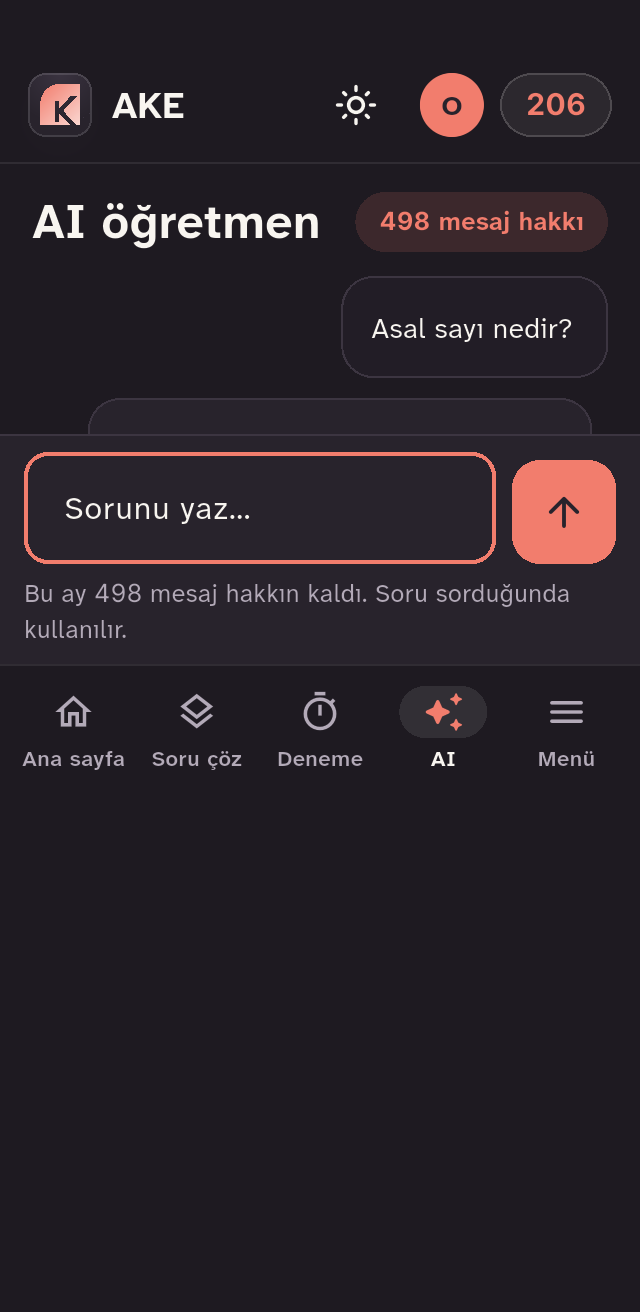 AKE
O
206
AI öğretmen
498 mesaj hakkı
Asal sayı nedir?
Sorunu yaz...
Bu ay 498 mesaj hakkın kaldı. Soru sorduğunda
kullanılır.
Ana sayfa
Soru çöz
Deneme
AI
Menü